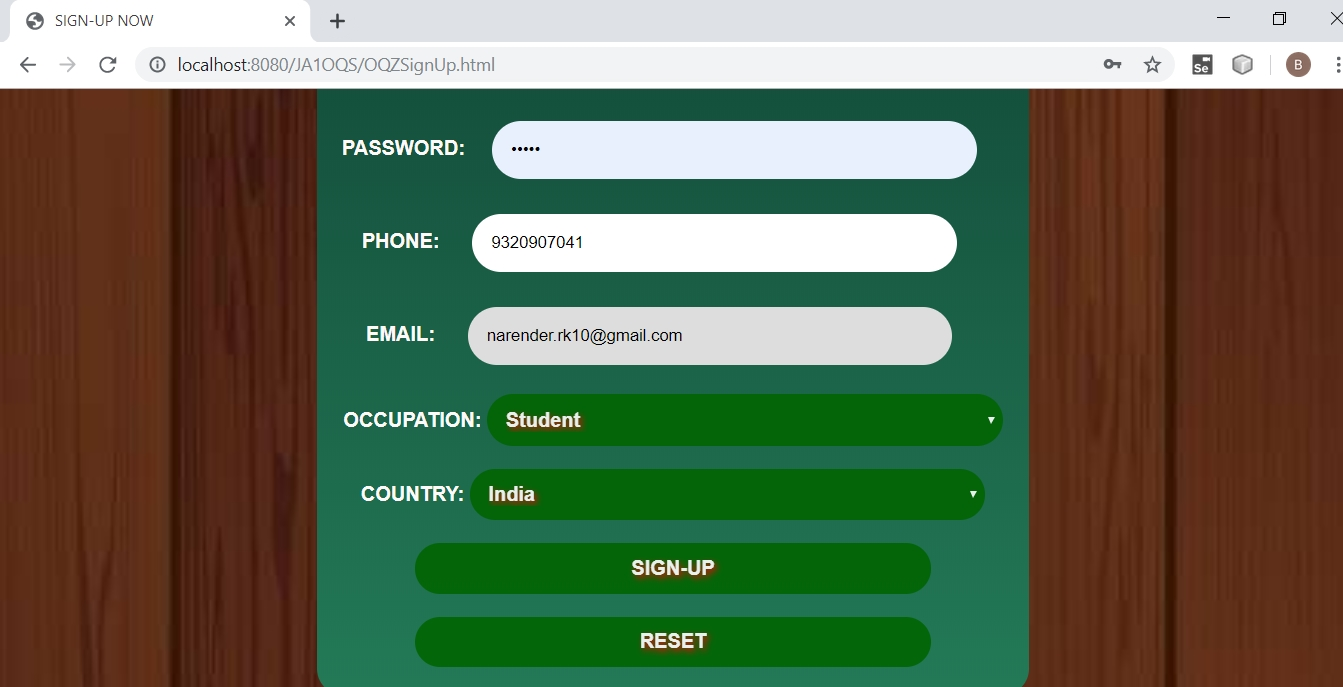 SIGN-UP NOW
localhost:8080/JA1OQS/OQZSignUp.html
Se
B
PASSWORD: •••••
PHONE: 9320907041
EMAIL: narender.rk10@gmail.com
OCCUPATION: Student
COUNTRY: India
SIGN-UP
RESET